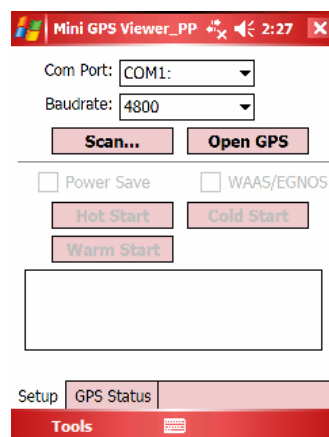 Mini GPS Viewer_PP 2:27
Com Port: COM1:
Baudrate: 4800
Scan... Open GPS
Power Save WAAS/EGNOS
Hot Start Cold Start
Warm Start
Setup GPS Status
Tools